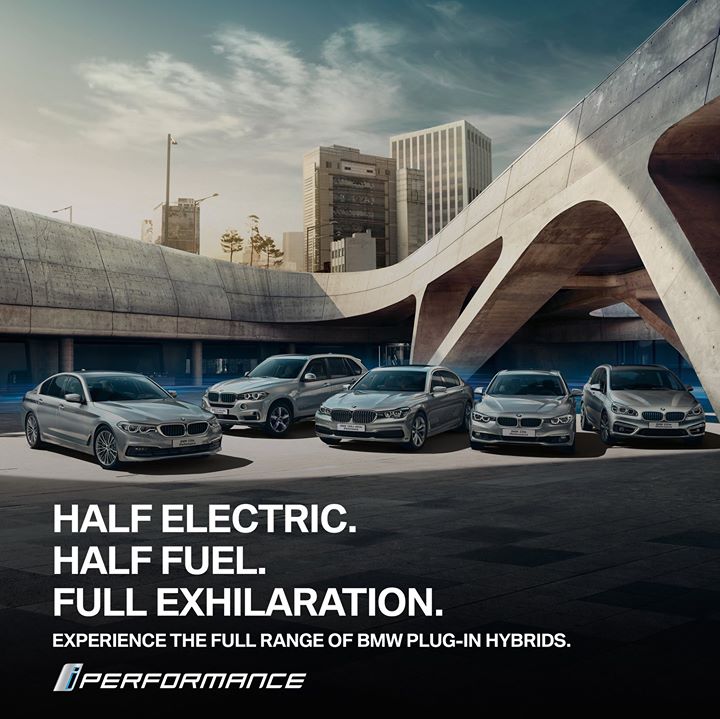 HALF ELECTRIC.
HALF FUEL.
FULL EXHILARATION.
EXPERIENCE THE FULL RANGE OF BMW PLUG-IN HYBRIDS.
iPERFORMANCE